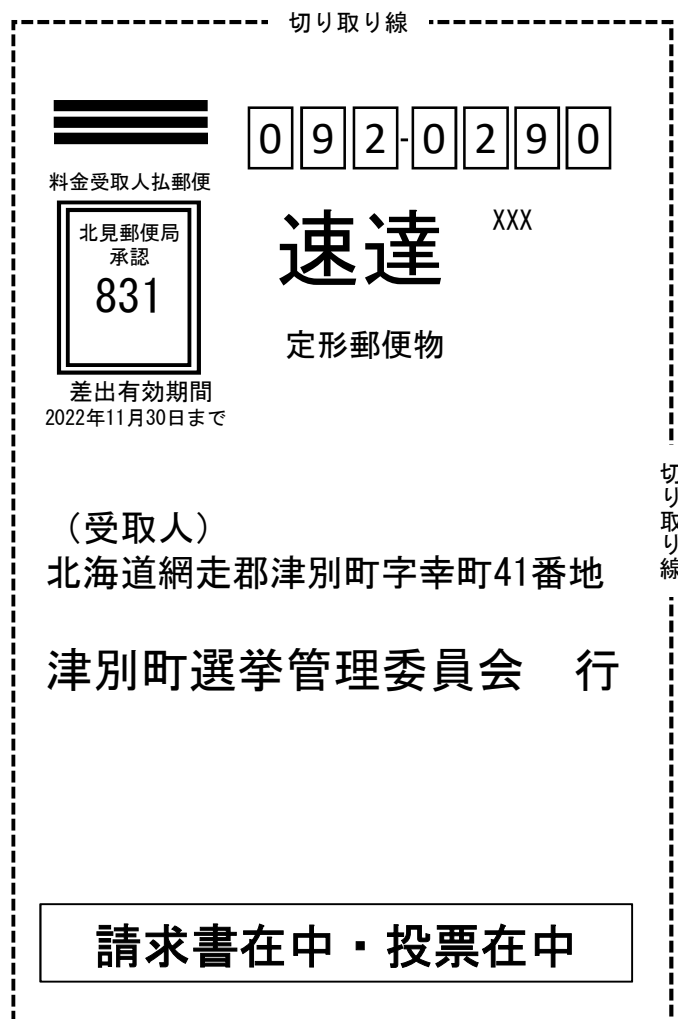 切り取り線
092-0290
料金受取人払郵便
北見郵便局
承認
831
速達
XXX
定形郵便物
差出有効期間
2022年11月30日まで
切り取り線
（受取人）
北海道網走郡津別町字幸町41番地
津別町選挙管理委員会　行
請求書在中・投票在中